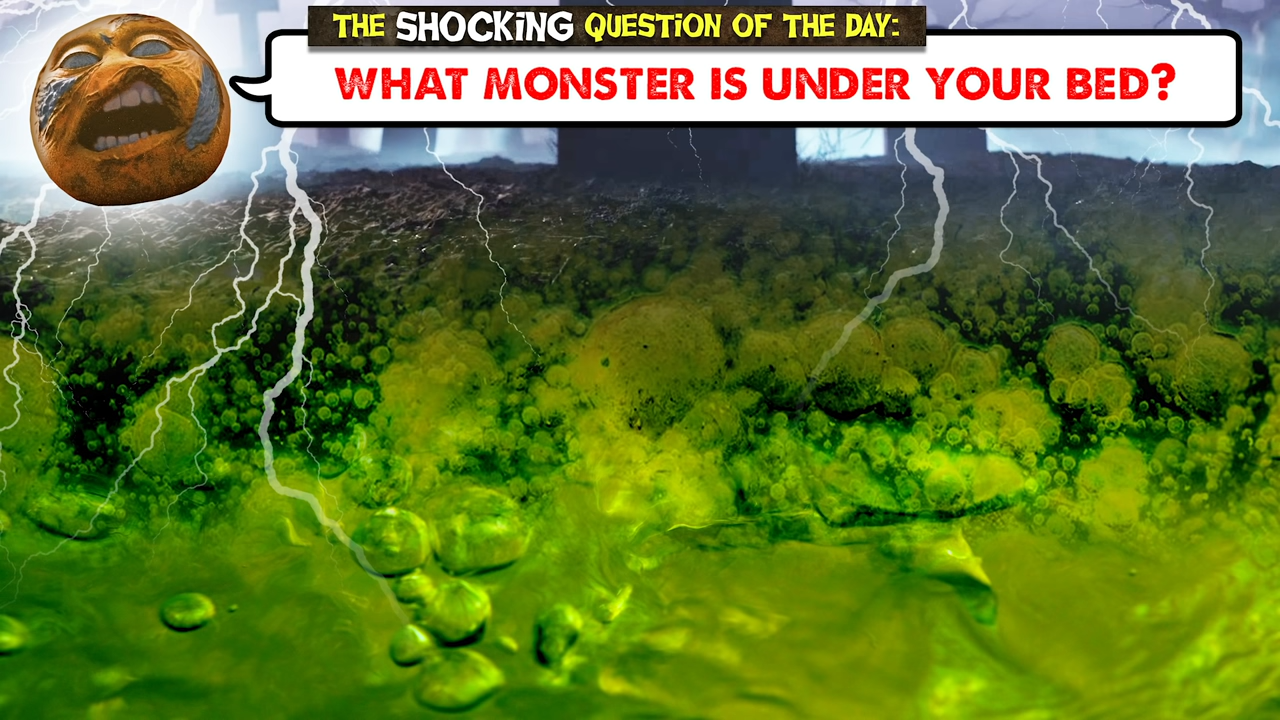 THE SHOCKING QUESTION OF THE DAY:
WHAT MONSTER IS UNDER YOUR BED?